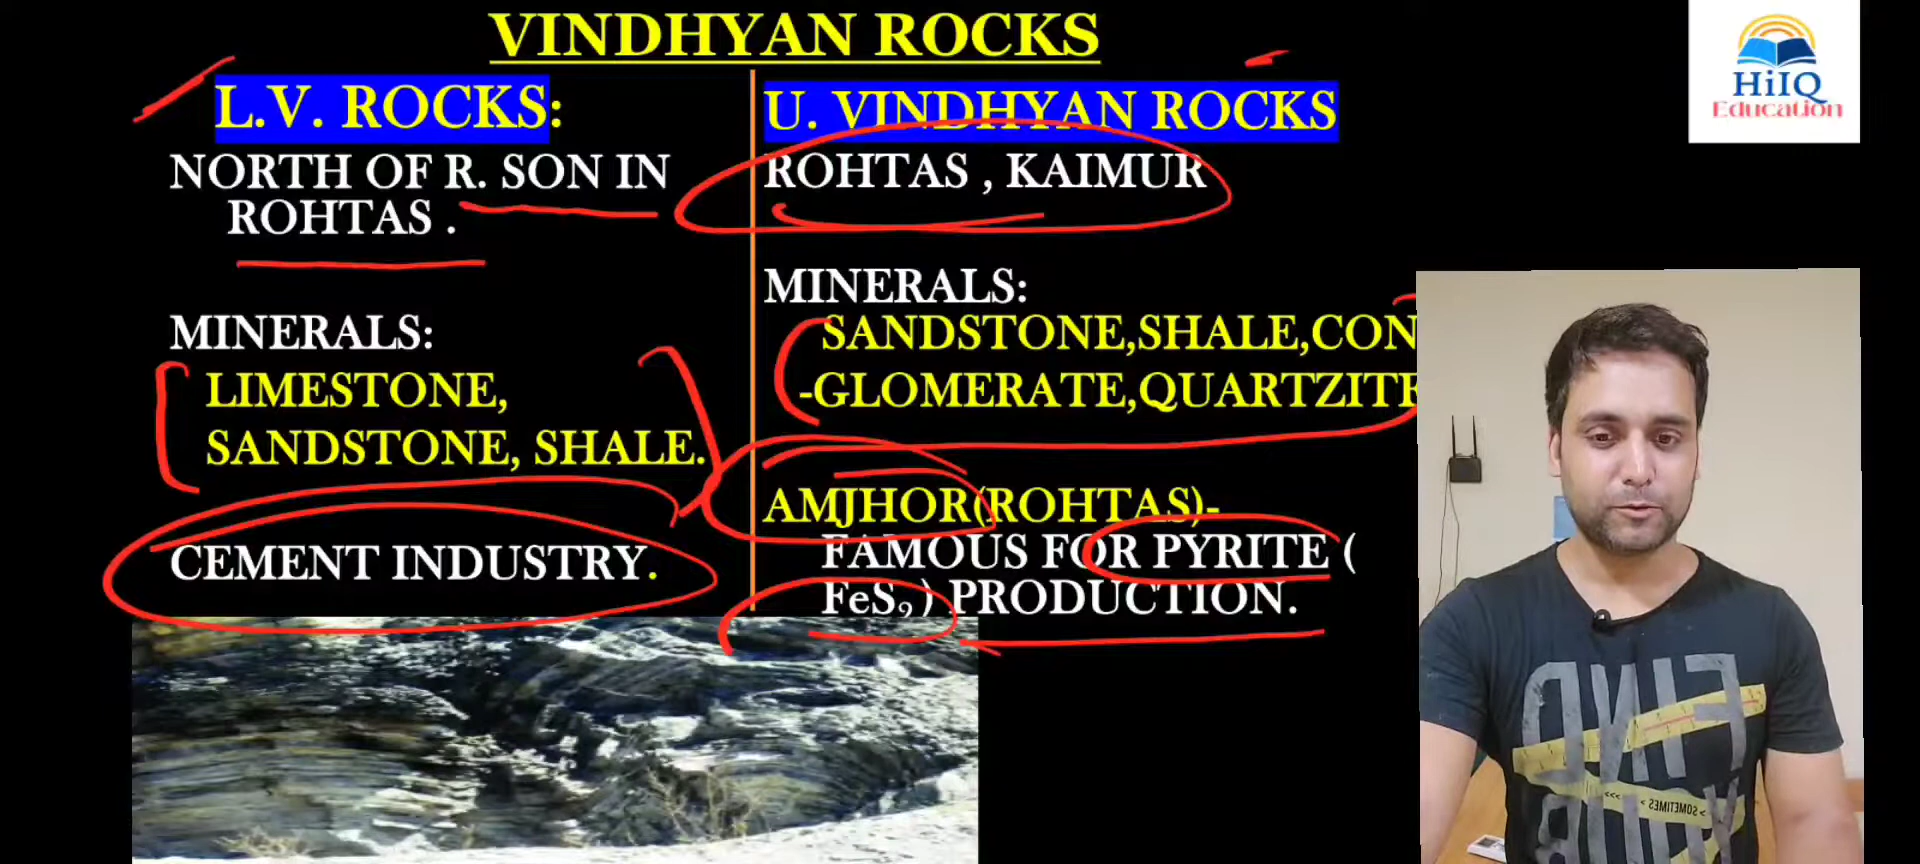 VINDHYAN ROCKS
L.V. ROCKS:
NORTH OF R. SON IN
ROHTAS .
MINERALS:
LIMESTONE,
SANDSTONE, SHALE.
CEMENT INDUSTRY.
U. VINDHYAN ROCKS
ROHTAS , KAIMUR
MINERALS:
SANDSTONE,SHALE,CON
-GLOMERATE,QUARTZITE
AMJHOR(ROHTAS)-
FAMOUS FOR PYRITE (
FeS₂) PRODUCTION.
HiIQ
Education
FIND
YOUR
< SOMETIMES >